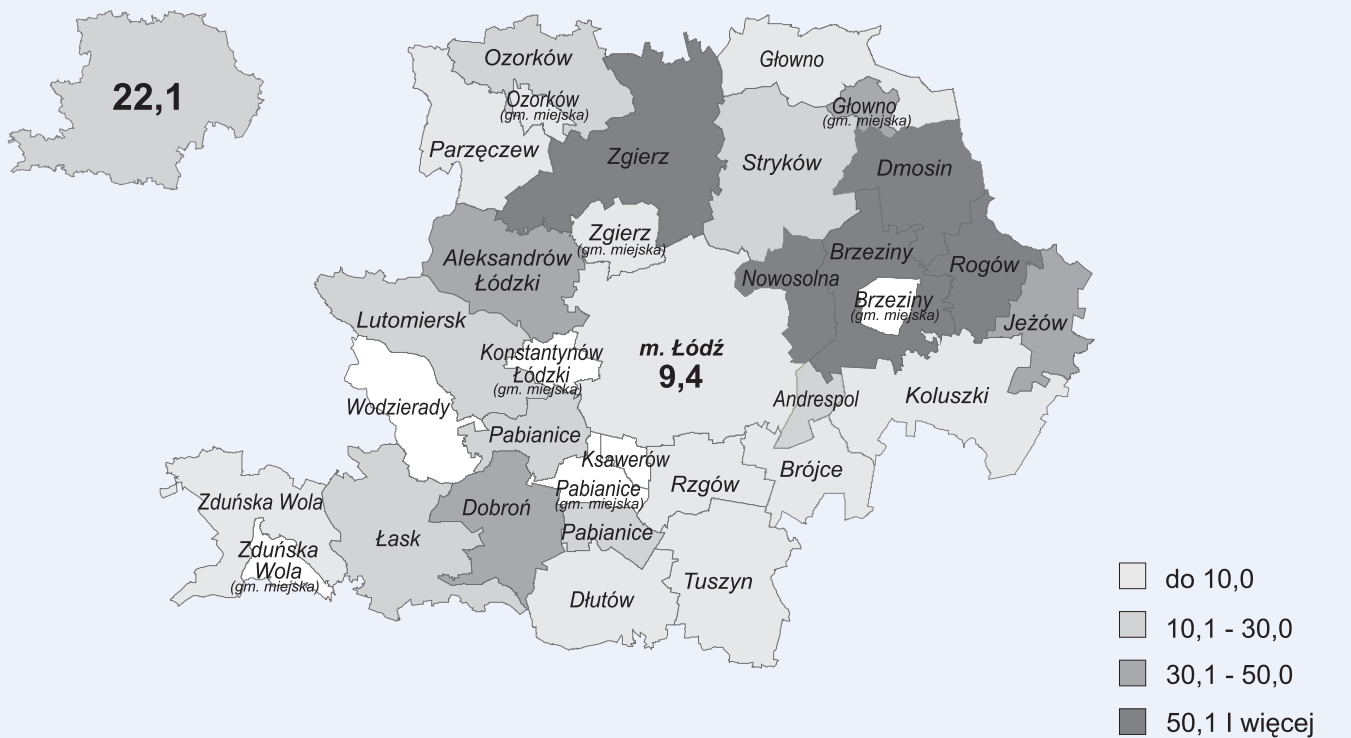 22,1
Ozorków
Głowno
Ozorków
(gm. miejska)
Głowno
(gm. miejska)
Parzęczew
Zgierz
Stryków
Dmosin
Zgierz
(gm. miejska)
Aleksandrów
Łódzki
Brzeziny
Nowosolna
Rogów
Brzeziny
(gm. miejska)
Lutomiersk
Jeżów
Konstantynów
Łódzki
(gm. miejska)
m. Łódź
9,4
Wodzierady
Andrespol
Koluszki
Pabianice
Ksawerów
Brójce
Pabianice
(gm. miejska)
Rzgów
Zduńska Wola
Dobroń
Łask
Pabianice
Zduńska
Wola
(gm. miejska)
Dłutów
Tuszyn
do 10,0
10,1 - 30,0
30,1 - 50,0
50,1 I więcej